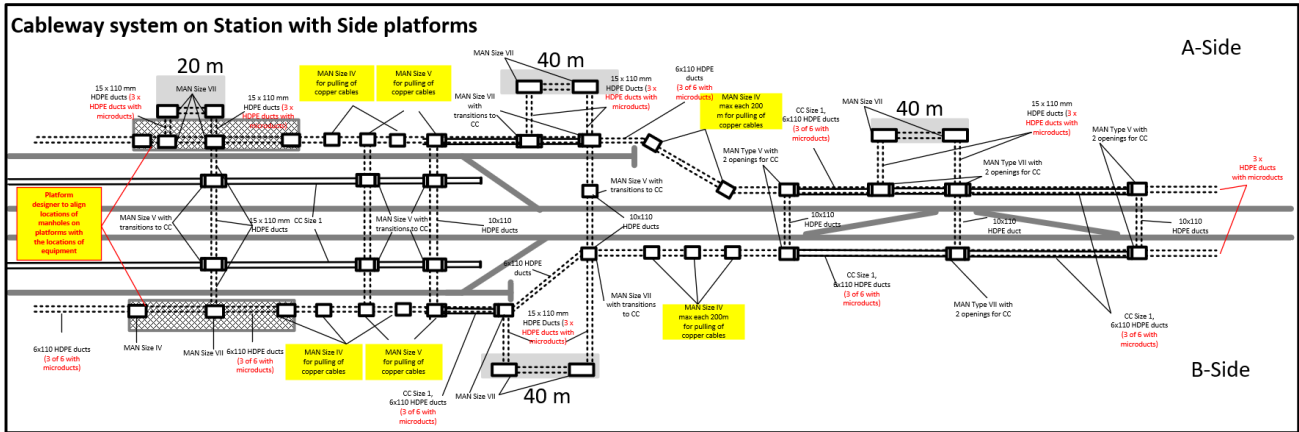 Cableway system on Station with Side platforms
A-Side
20 m
MAN Size VII
15 x 110 mm
HDPE ducts (3 x
HDPE ducts with
microducts)
MAN Size VII
15 x 110 mm
HDPE ducts (3 x
HDPE ducts with
microducts)
MAN Size IV
for pulling of
copper cables
MAN Size V
for pulling of
copper cables
MAN Size VII
40 m
MAN Size VII with
transitions to CC
15 x 110 mm
HDPE ducts (3 x
HDPE ducts with
microducts)
6x110 HDPE
ducts
(3 of 6 with
microducts)
MAN Size IV
max each 200
m for pulling of
copper cables
CC Size 1,
6x110 HDPE ducts
(3 of 6 with
microducts)
MAN Size VII
40 m
15 x 110 mm
HDPE ducts (3 x
HDPE ducts with
microducts)
MAN Type V with
2 openings for CC
MAN Type V with
2 openings for CC
MAN Type VII with
2 openings for CC
3 x
HDPE ducts
with microducts
Platform
designer to align
locations of
manholes on
platforms with
the locations of
equipment
MAN Size V with
transitions to CC
15 x 110 mm
HDPE ducts
CC Size 1
MAN Size V with
transitions to CC
10x110
HDPE ducts
MAN Size V with
transitions to CC
10x110
HDPE ducts
10x110
HDPE ducts
10x110
HDPE duct
10x110
HDPE ducts
6x110 HDPE
ducts
MAN Size VII
with transitions
to CC
MAN Size IV
max each 200m
for pulling of
copper cables
CC Size 1,
6x110 HDPE ducts
(3 of 6 with
microducts)
MAN Type VII with
2 openings for CC
CC Size 1,
6x110 HDPE ducts
(3 of 6 with
microducts)
6x110 HDPE ducts
(3 of 6 with
microducts)
MAN Size IV
MAN Size VII
6x110 HDPE ducts
(3 of 6 with
microducts)
MAN Size IV
for pulling of
copper cables
MAN Size V
for pulling of
copper cables
15 x 110 mm
HDPE Ducts (3 x
HDPE ducts with
microducts)
CC Size 1,
6x110 HDPE ducts
(3 of 6 with
microducts)
MAN Size VII
40 m
B-Side